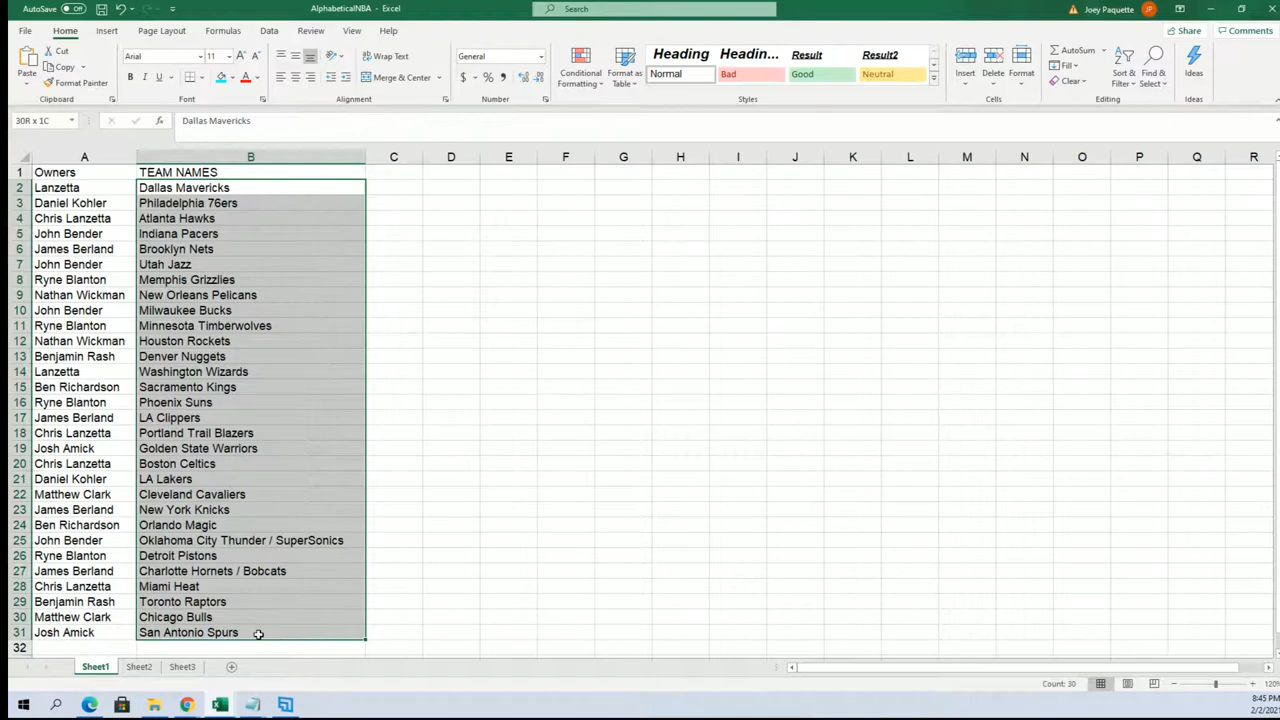 AutoSave Off AlphabeticalNBA - Excel Search Joey Paquette JP
File Home Insert Page Layout Formulas Data Review View Help Share Comments
Paste Cut Copy Format Painter Clipboard
Arial 11 A A B I U A Font
Wrap Text Merge & Center Alignment
General $ % Number
Conditional Formatting Format as Table
Heading Headin... Result Result2
Normal Bad Good Neutral
Styles
Insert Delete Format Cells
AutoSum Fill Clear Sort & Filter Find & Select Editing
Ideas Ideas
30R x 1C fx Dallas Mavericks
A B C D E F G H I J K L M N O P Q R
1 Owners TEAM NAMES
2 Lanzetta Dallas Mavericks
3 Daniel Kohler Philadelphia 76ers
4 Chris Lanzetta Atlanta Hawks
5 John Bender Indiana Pacers
6 James Berland Brooklyn Nets
7 John Bender Utah Jazz
8 Ryne Blanton Memphis Grizzlies
9 Nathan Wickman New Orleans Pelicans
10 John Bender Milwaukee Bucks
11 Ryne Blanton Minnesota Timberwolves
12 Nathan Wickman Houston Rockets
13 Benjamin Rash Denver Nuggets
14 Lanzetta Washington Wizards
15 Ben Richardson Sacramento Kings
16 Ryne Blanton Phoenix Suns
17 James Berland LA Clippers
18 Chris Lanzetta Portland Trail Blazers
19 Josh Amick Golden State Warriors
20 Chris Lanzetta Boston Celtics
21 Daniel Kohler LA Lakers
22 Matthew Clark Cleveland Cavaliers
23 James Berland New York Knicks
24 Ben Richardson Orlando Magic
25 John Bender Oklahoma City Thunder / SuperSonics
26 Ryne Blanton Detroit Pistons
27 James Berland Charlotte Hornets / Bobcats
28 Chris Lanzetta Miami Heat
29 Benjamin Rash Toronto Raptors
30 Matthew Clark Chicago Bulls
31 Josh Amick San Antonio Spurs
32
Sheet1 Sheet2 Sheet3
Count: 30 120%
8:45 PM
2/2/2021